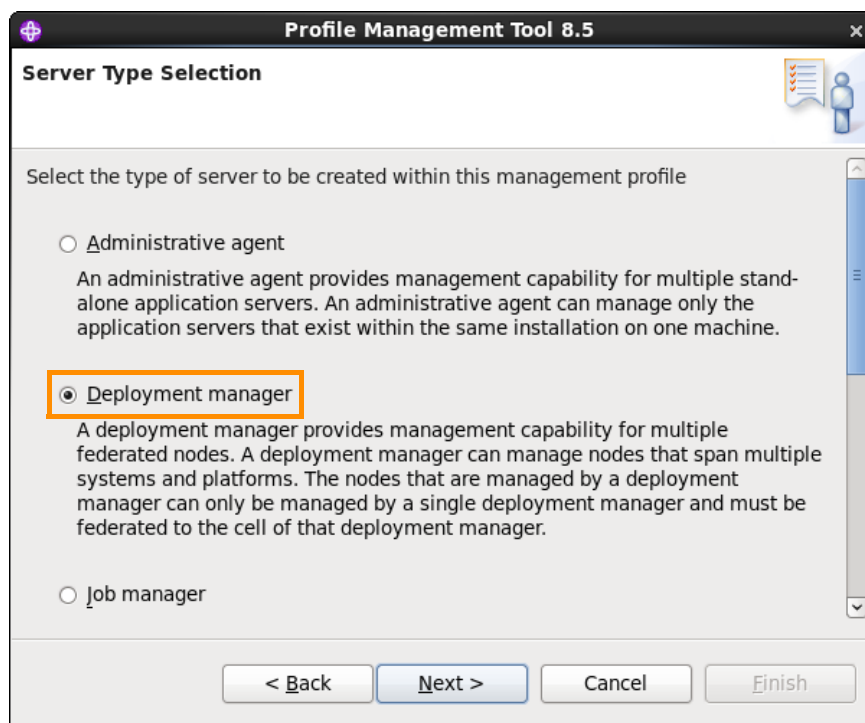 Profile Management Tool 8.5
Server Type Selection
Select the type of server to be created within this management profile
Administrative agent
An administrative agent provides management capability for multiple stand-
alone application servers. An administrative agent can manage only the
application servers that exist within the same installation on one machine.
Deployment manager
A deployment manager provides management capability for multiple
federated nodes. A deployment manager can manage nodes that span multiple
systems and platforms. The nodes that are managed by a deployment
manager can only be managed by a single deployment manager and must be
federated to the cell of that deployment manager.
Job manager
< Back
Next >
Cancel
Finish